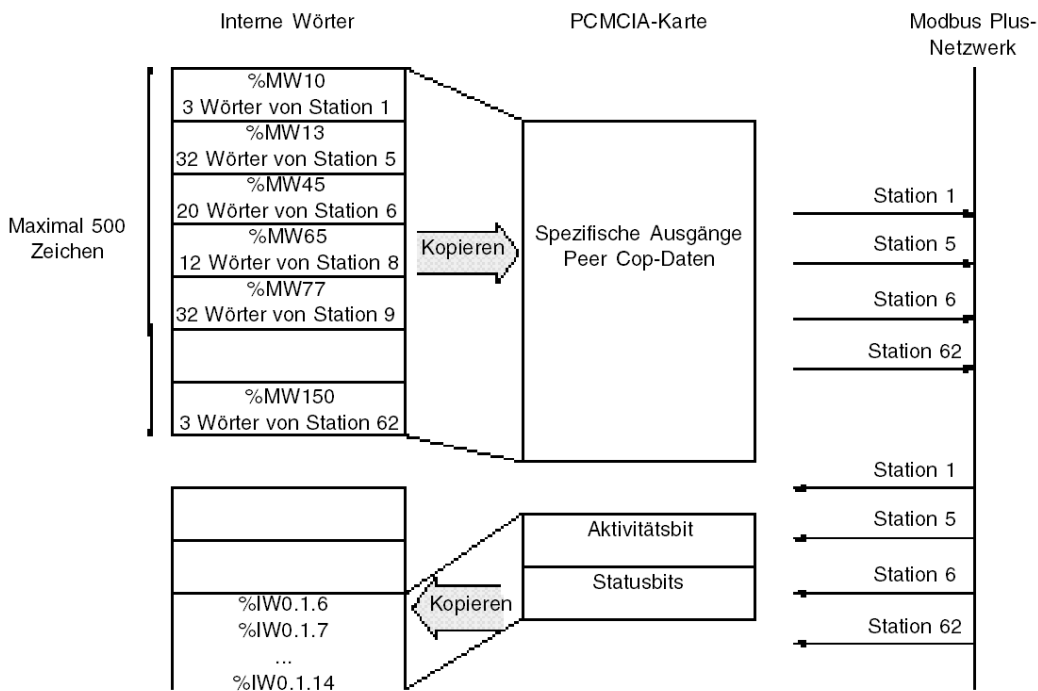 Interne Wörter
PCMCIA-Karte
Modbus Plus-
Netzwerk
%MW10
3 Wörter von Station 1
%MW13
32 Wörter von Station 5
%MW45
20 Wörter von Station 6
%MW65
12 Wörter von Station 8
%MW77
32 Wörter von Station 9
%MW150
3 Wörter von Station 62
Maximal 500
Zeichen
Kopieren
Spezifische Ausgänge
Peer Cop-Daten
Station 1
Station 5
Station 6
Station 62
%IW0.1.6
%IW0.1.7
...
%IW0.1.14
Kopieren
Aktivitätsbit
Statusbits
Station 1
Station 5
Station 6
Station 62